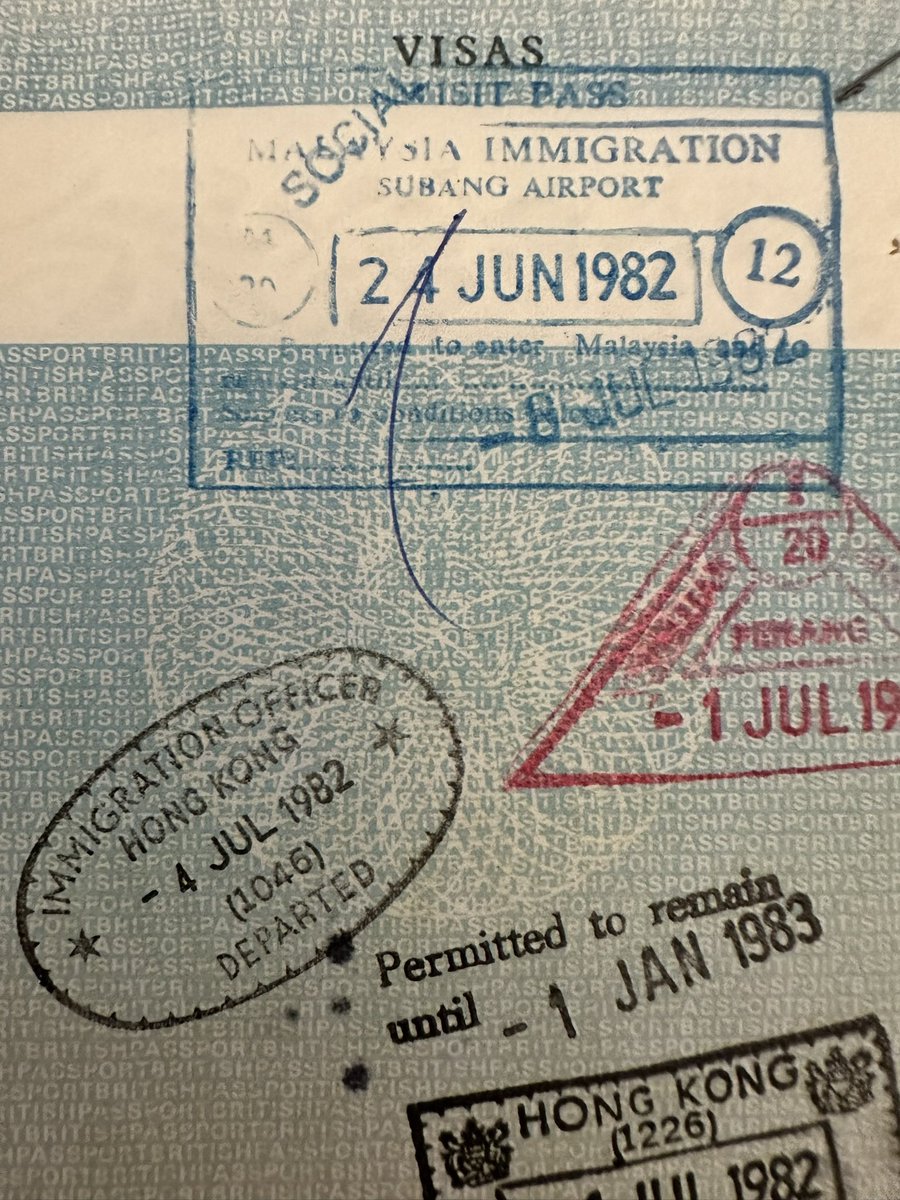 VISAS
SOCIAL
VISIT PASS
MALAYSIA IMMIGRATION
SUBANG AIRPORT
24 JUN 1982
12
to enter Malaysia and to
Subject to conditions
-8 JUL 1982
REF:
20
PENANG
-1 JUL 19
IMMIGRATION OFFICER
HONG KONG
-4 JUL 1982
(1046)
DEPARTED
Permitted to remain
until -1 JAN 1983
HONG KONG
(1226)
JUL 1982